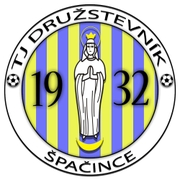 TJ DRUŽSTEVNÍK
19 32
ŠPAČINCE